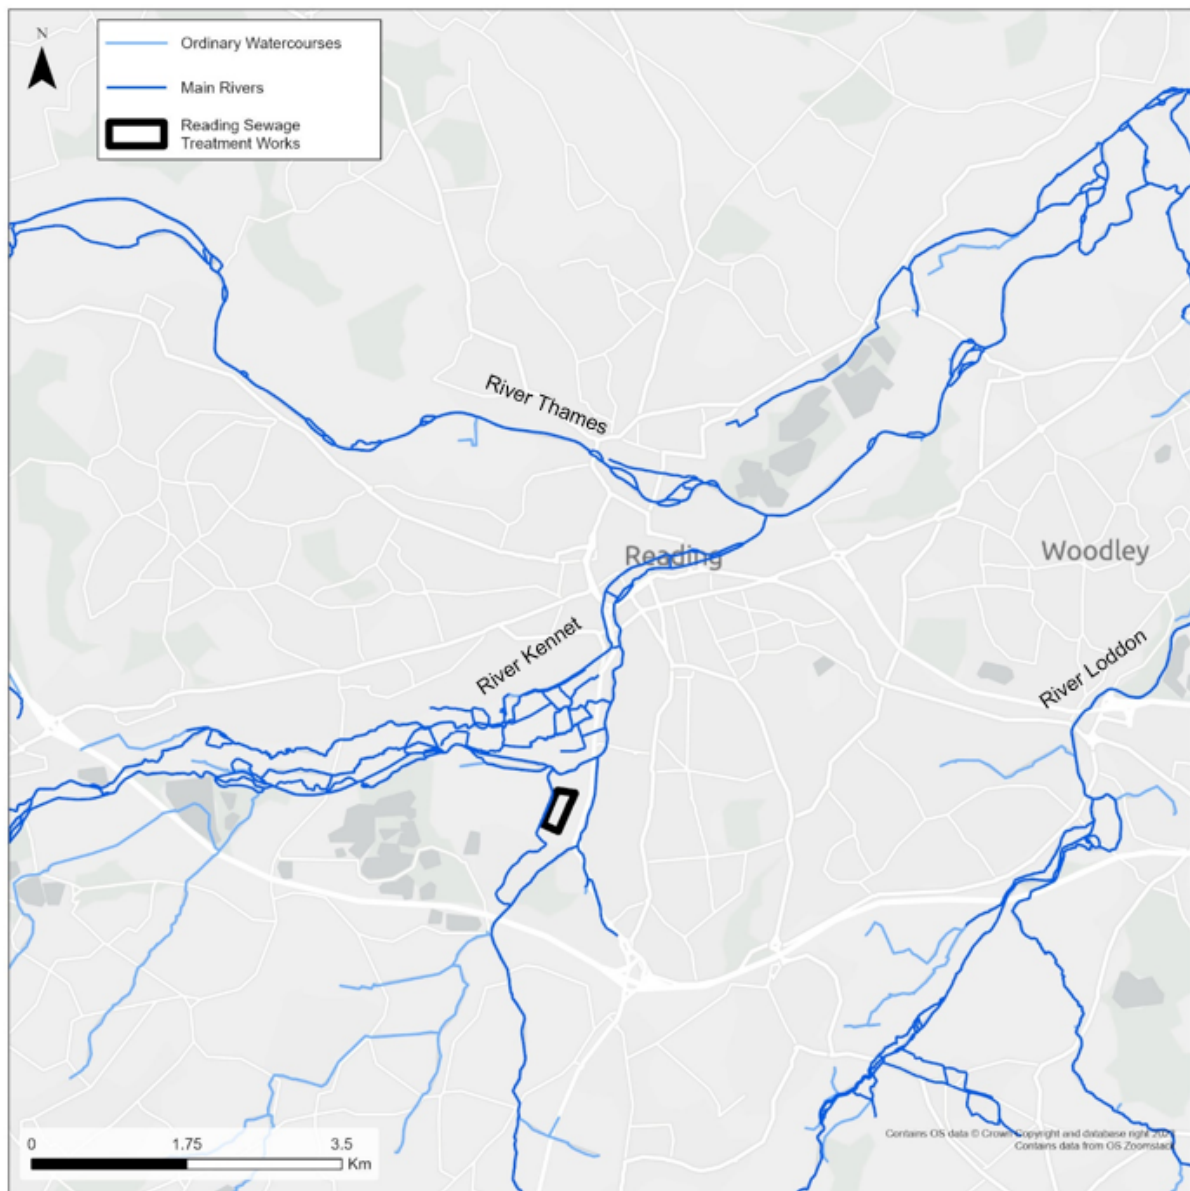 N
Ordinary Watercourses
Main Rivers
Reading Sewage
Treatment Works
River Thames
Reading
Woodley
River Kennet
River Loddon
Contains OS data © Crown Copyright and database right
Contains data from OS Zoomstack
0 1.75 3.5
Km